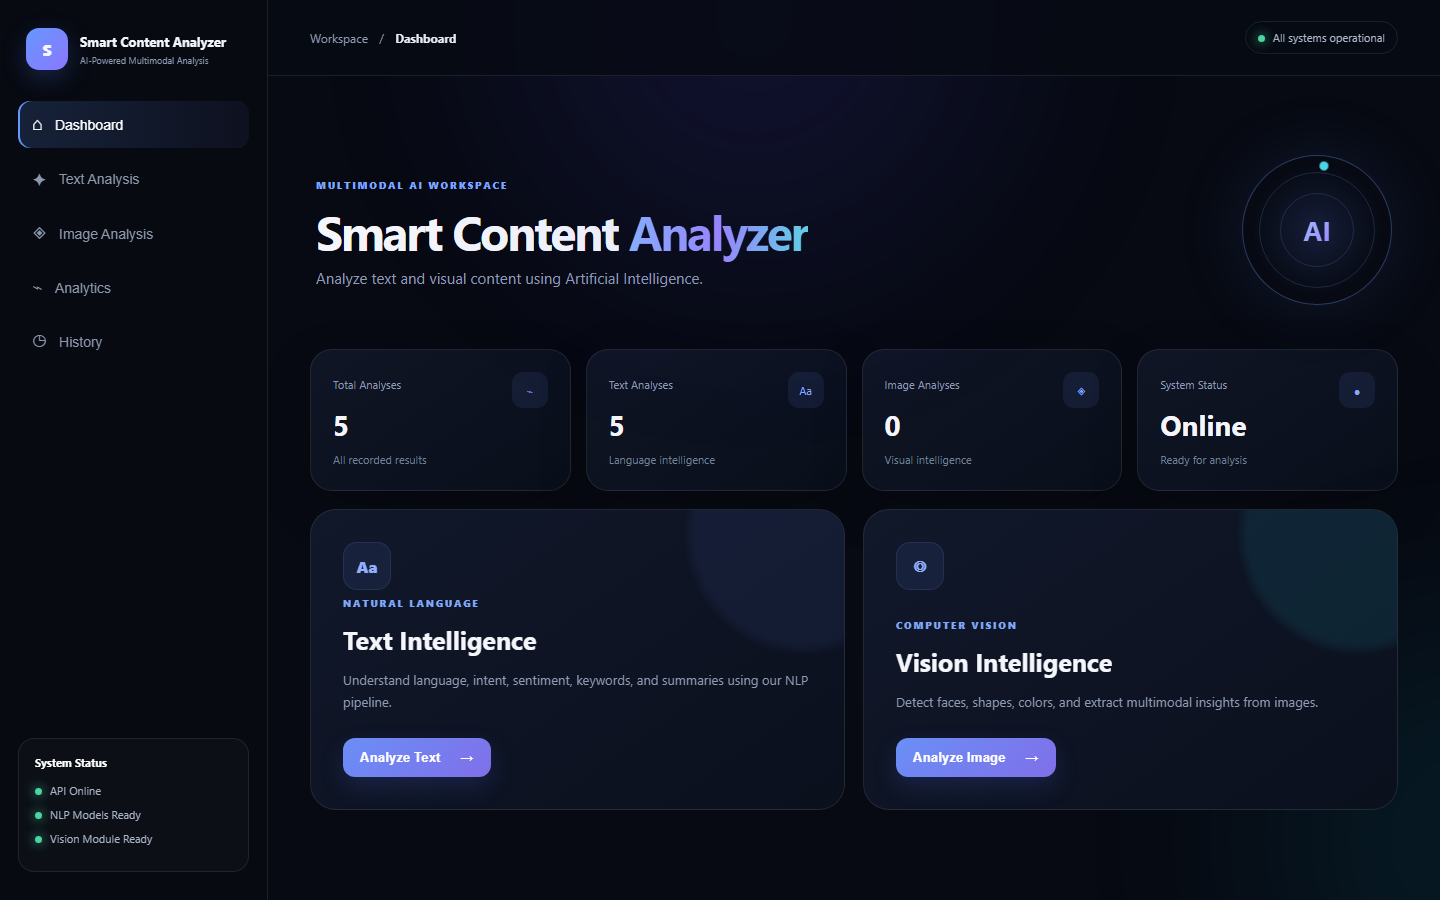 S
Smart Content Analyzer
AI-Powered Multimodal Analysis
Dashboard
Text Analysis
Image Analysis
Analytics
History
System Status
API Online
NLP Models Ready
Vision Module Ready
Workspace / Dashboard
All systems operational
MULTIMODAL AI WORKSPACE
Smart Content Analyzer
Analyze text and visual content using Artificial Intelligence.
AI
Total Analyses
5
All recorded results
Text Analyses
Aa
5
Language intelligence
Image Analyses
0
Visual intelligence
System Status
Online
Ready for analysis
Aa
NATURAL LANGUAGE
Text Intelligence
Understand language, intent, sentiment, keywords, and summaries using our NLP
pipeline.
Analyze Text →
COMPUTER VISION
Vision Intelligence
Detect faces, shapes, colors, and extract multimodal insights from images.
Analyze Image →